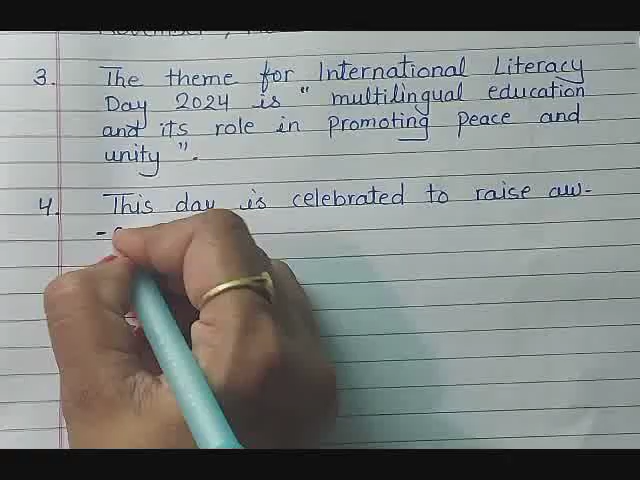 3. The theme for International Literacy
Day 2024 is " multilingual education
and its role in Promoting peace and
unity ".
4. This day is celebrated to raise aw-